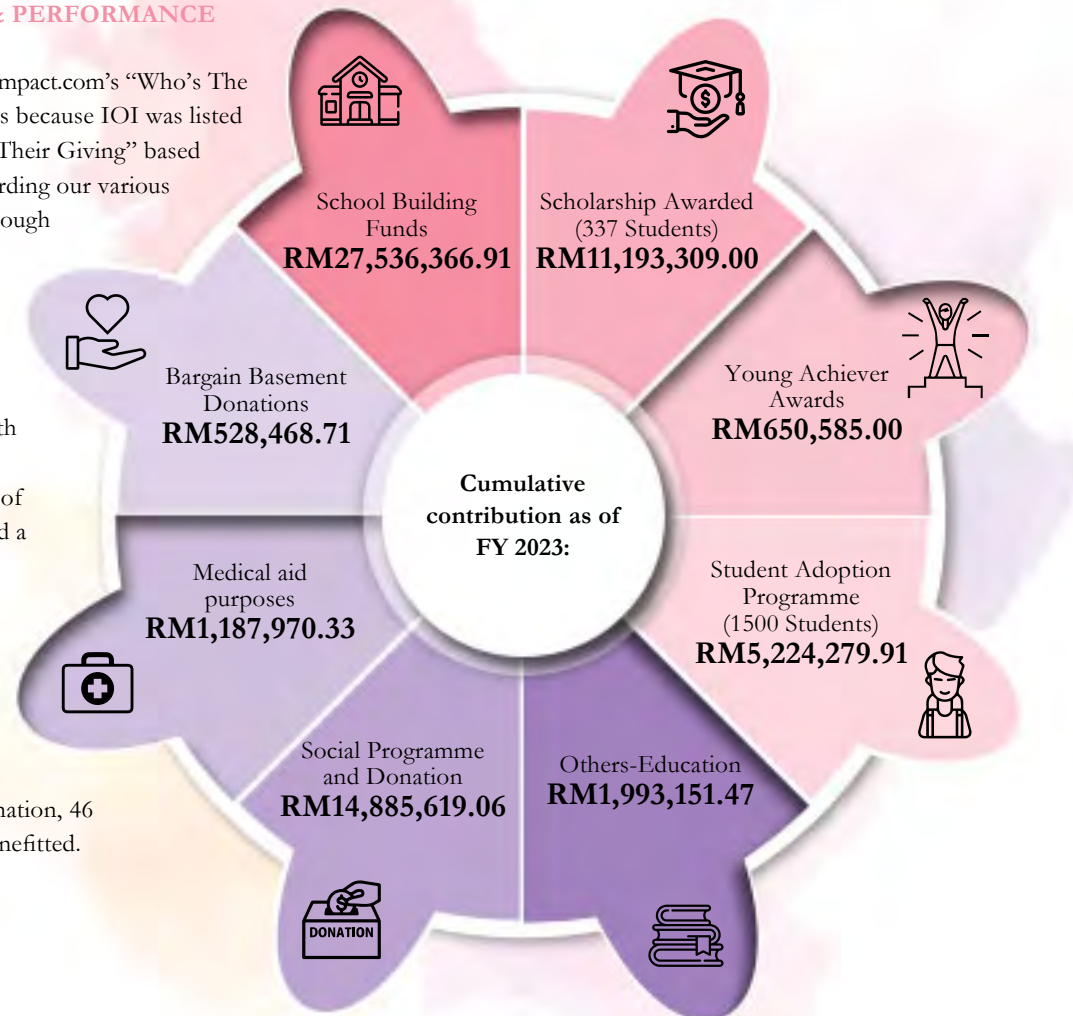 & PERFORMANCE
mpact.com's “Who's The
s because IOI was listed
Their Giving” based
rding our various
ough
th
of
d a
nation, 46
nefitted.
School Building
Funds
RM27,536,366.91
Scholarship Awarded
(337 Students)
RM11,193,309.00
Young Achiever
Awards
RM650,585.00
Student Adoption
Programme
(1500 Students)
RM5,224,279.91
Others-Education
RM1,993,151.47
Social Programme
and Donation
RM14,885,619.06
DONATION
Medical aid
purposes
RM1,187,970.33
Bargain Basement
Donations
RM528,468.71
Cumulative
contribution as of
FY 2023: